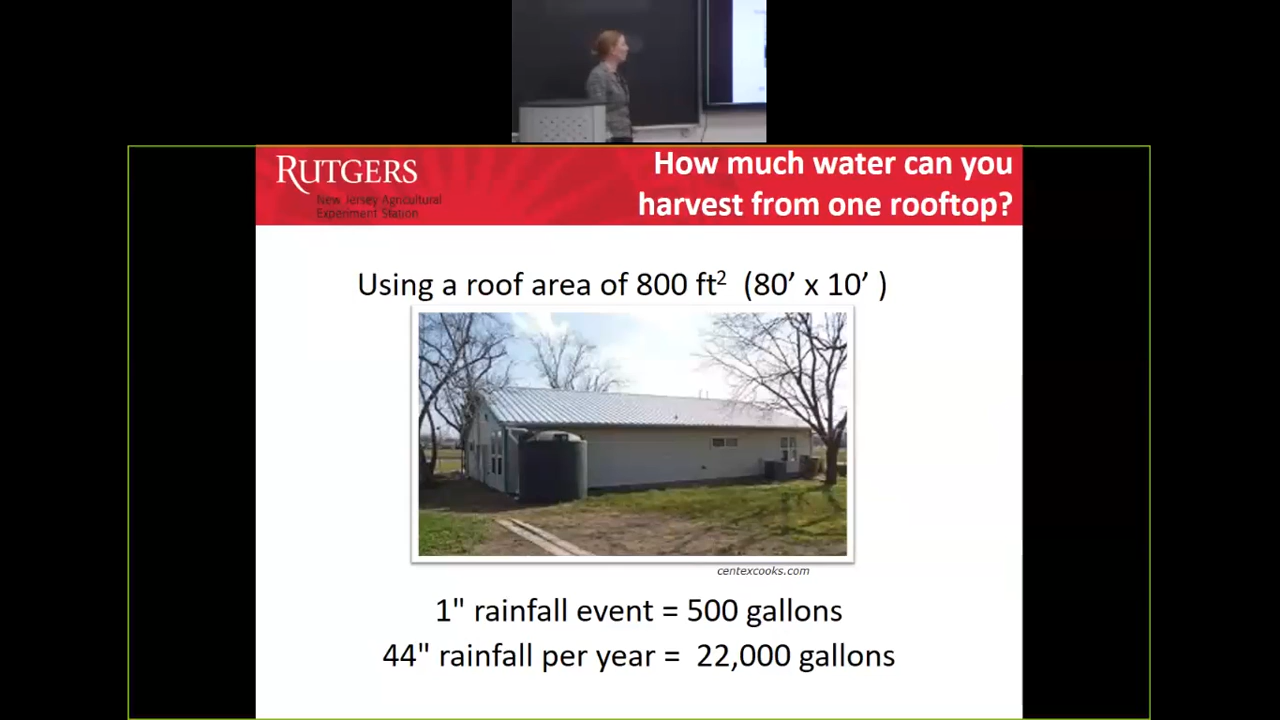 RUTGERS
New Jersey Agricultural
Experiment Station
How much water can you
harvest from one rooftop?
Using a roof area of 800 ft² (80’ x 10’ )
centexcooks.com
1" rainfall event = 500 gallons
44" rainfall per year = 22,000 gallons